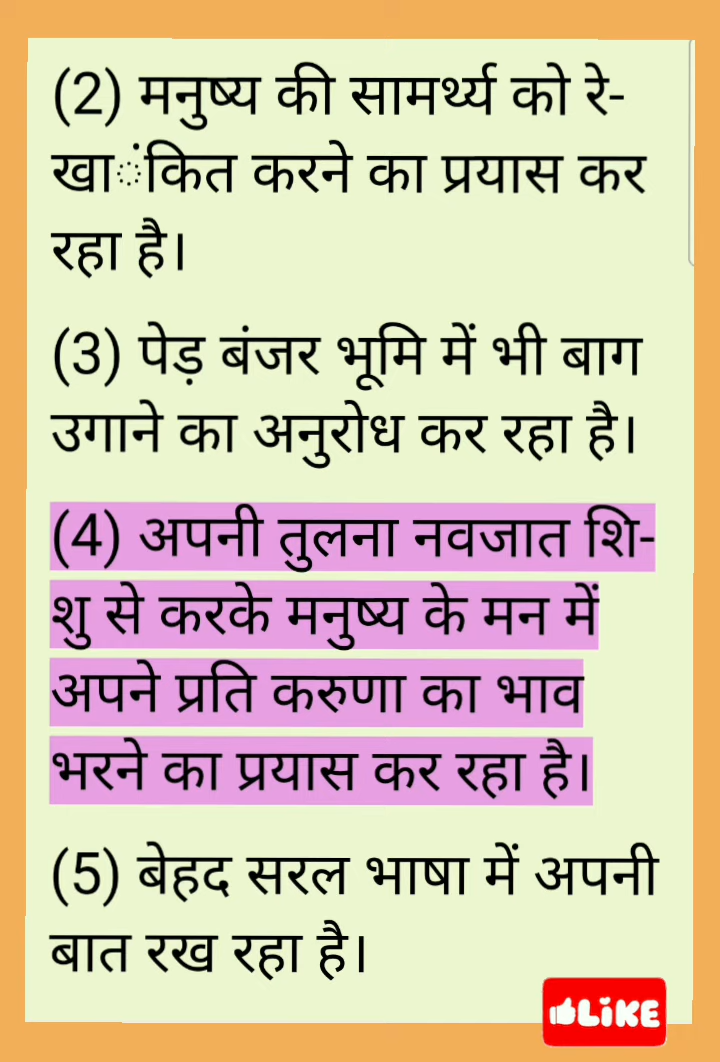 (2) मनुष्य की सामर्थ्य को रे-
खांकित करने का प्रयास कर
रहा है।
(3) पेड़ बंजर भूमि में भी बाग
उगाने का अनुरोध कर रहा है।
(4) अपनी तुलना नवजात शि-
शु से करके मनुष्य के मन में
अपने प्रति करुणा का भाव
भरने का प्रयास कर रहा है।
(5) बेहद सरल भाषा में अपनी
बात रख रहा है।
LiKE